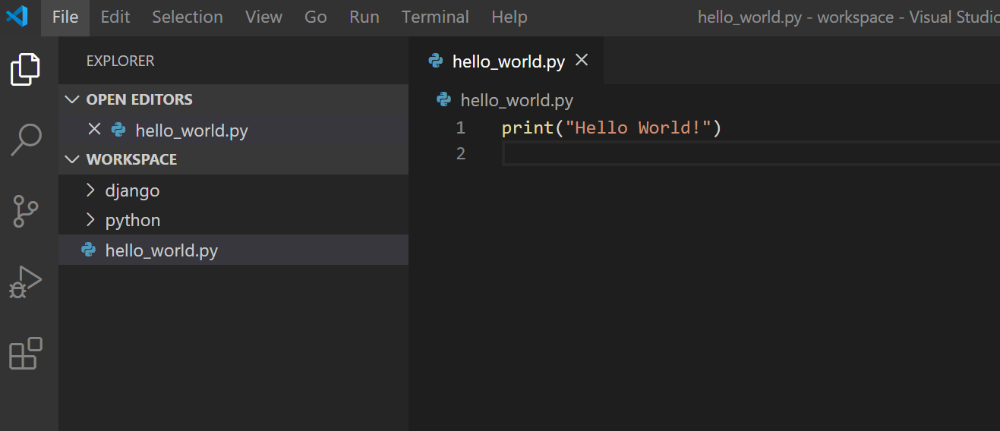 File Edit Selection View Go Run Terminal Help hello_world.py - workspace - Visual Studio
EXPLORER
OPEN EDITORS
hello_world.py
WORKSPACE
django
python
hello_world.py
hello_world.py
hello_world.py
1 print("Hello World!")
2